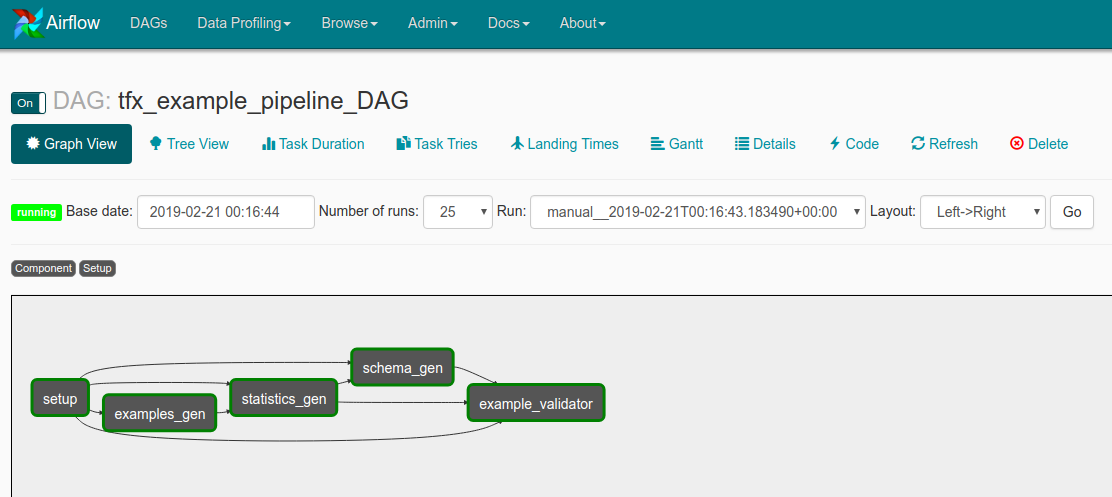 Airflow DAGs Data Profiling Browse Admin Docs About
On DAG: tfx_example_pipeline_DAG
Graph View Tree View Task Duration Task Tries Landing Times Gantt Details Code Refresh Delete
running Base date: 2019-02-21 00:16:44 Number of runs: 25 Run: manual__2019-02-21T00:16:43.183490+00:00 Layout: Left->Right Go
Component Setup
schema_gen
setup statistics_gen example_validator
examples_gen